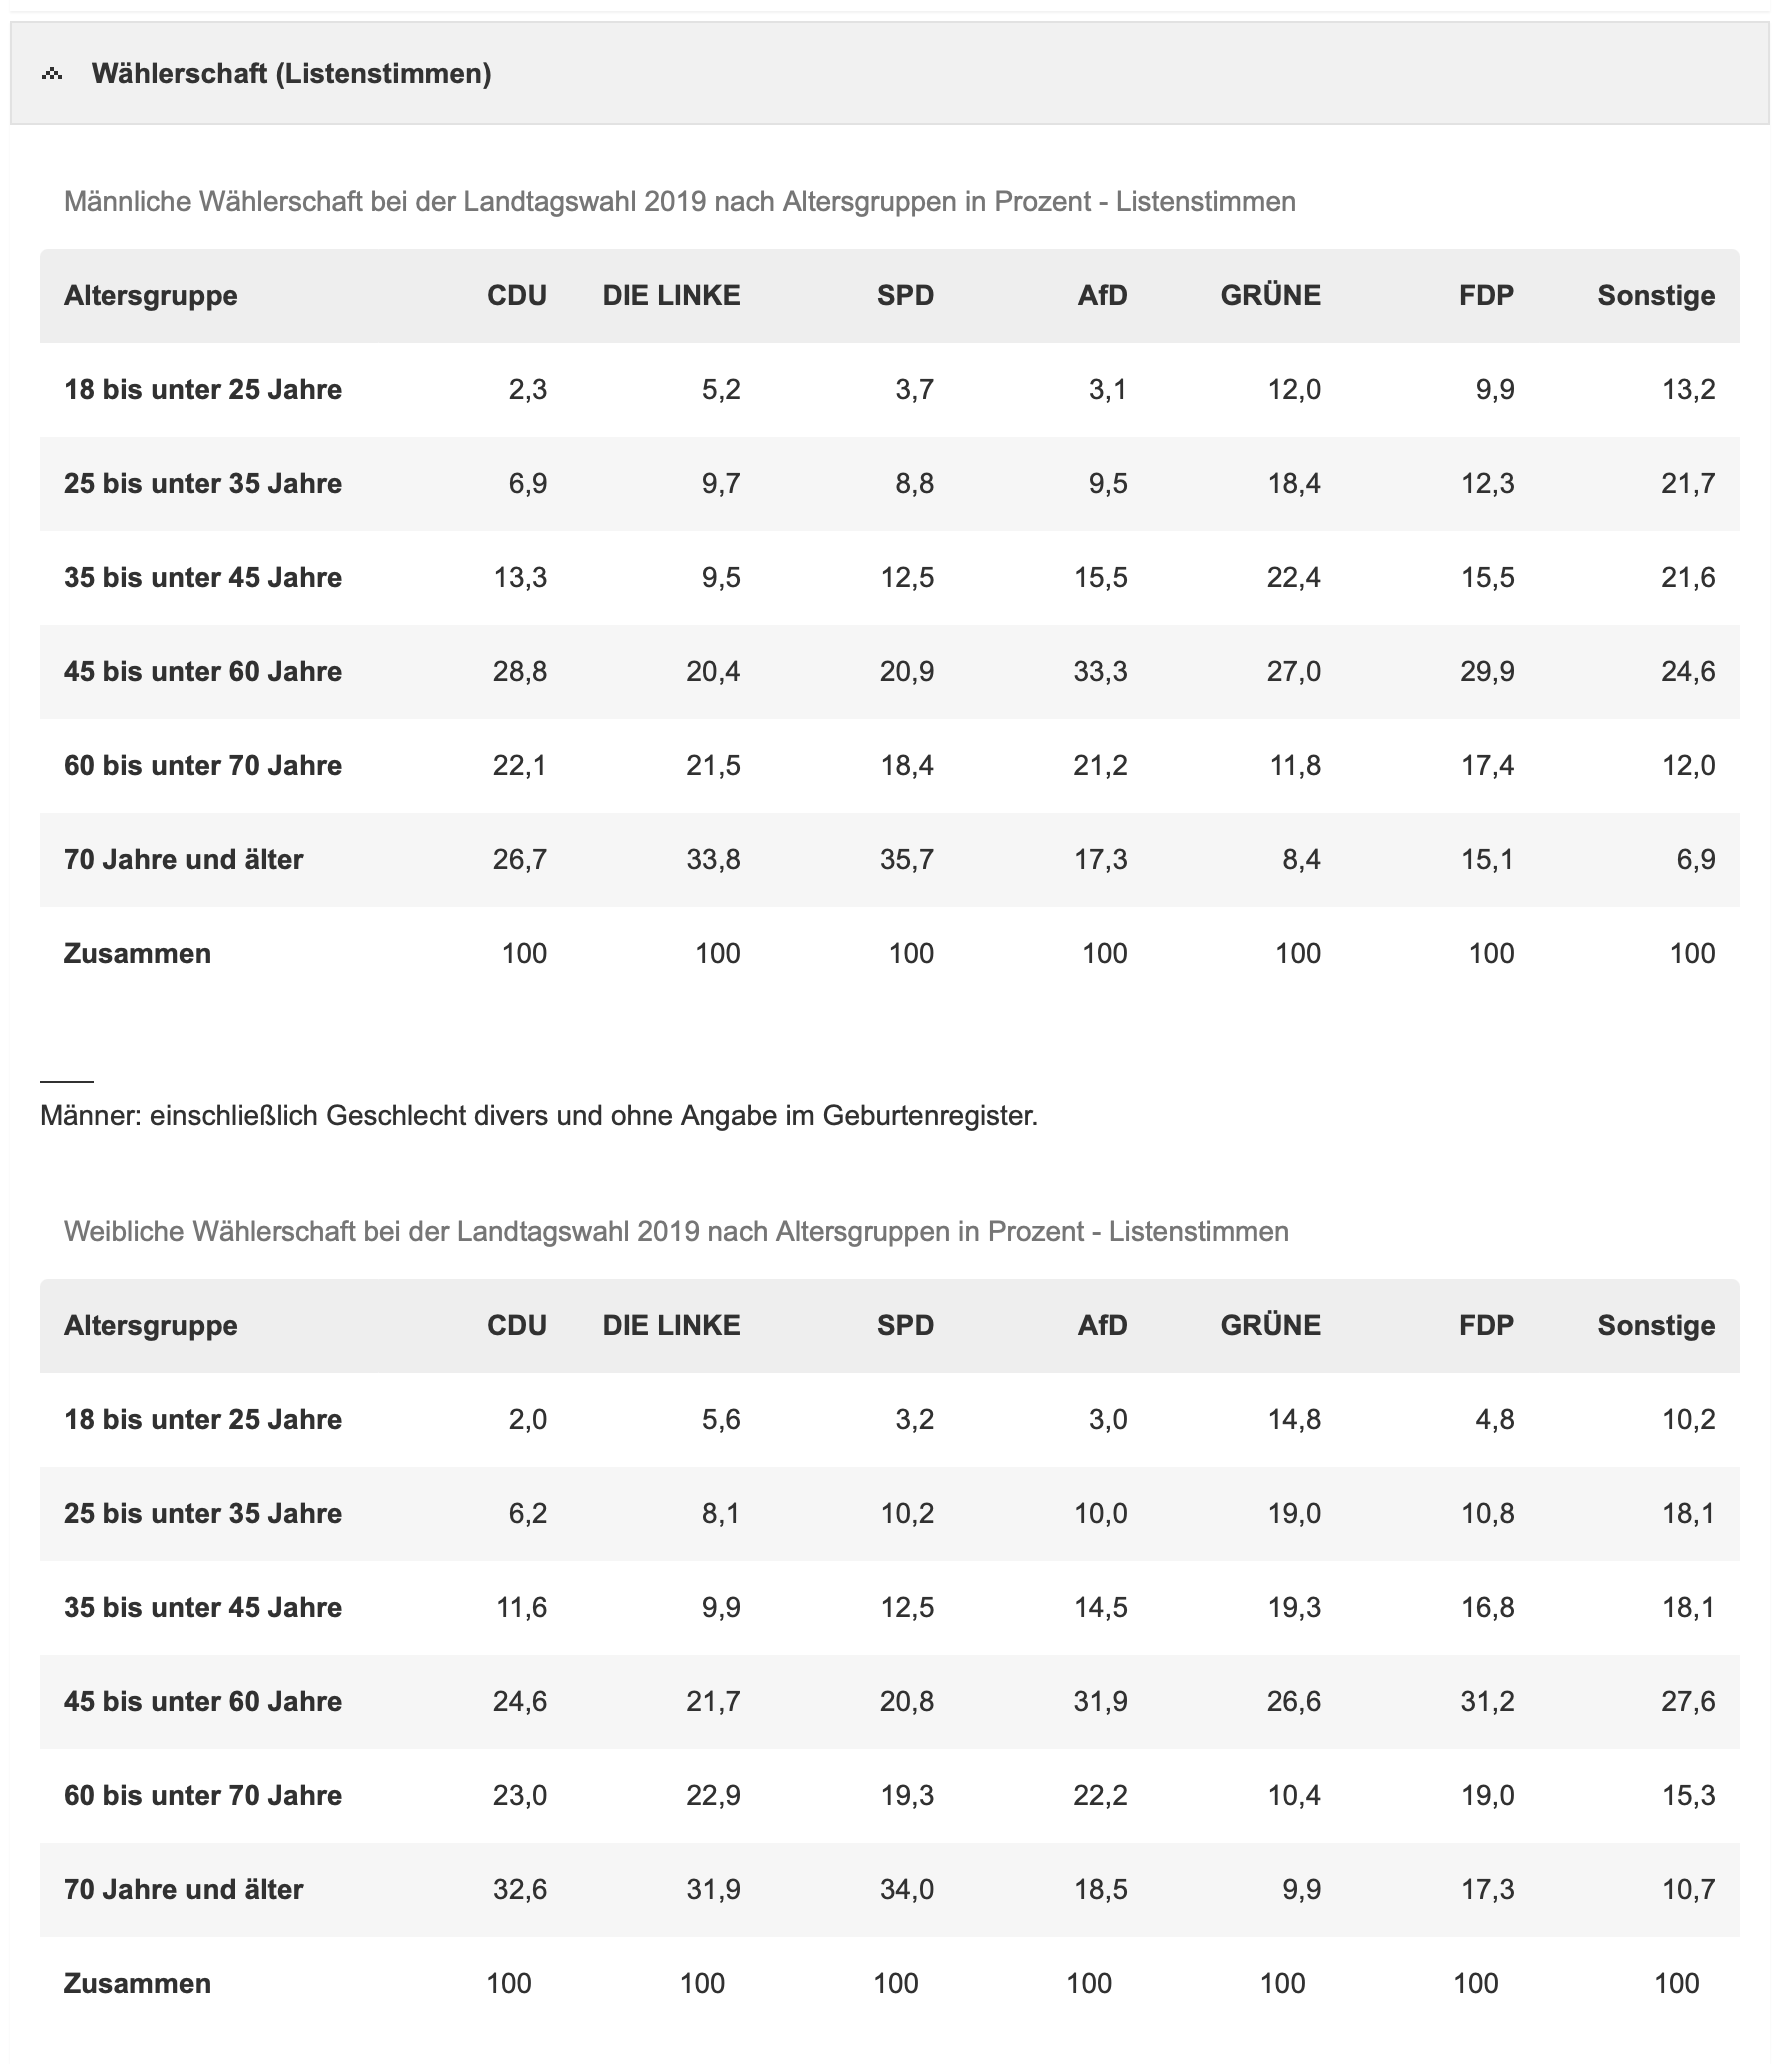 Wählerschaft (Listenstimmen)
Männliche Wählerschaft bei der Landtagswahl 2019 nach Altersgruppen in Prozent - Listenstimmen
Altersgruppe CDU DIE LINKE SPD AfD GRÜNE FDP Sonstige
18 bis unter 25 Jahre 2,3 5,2 3,7 3,1 12,0 9,9 13,2
25 bis unter 35 Jahre 6,9 9,7 8,8 9,5 18,4 12,3 21,7
35 bis unter 45 Jahre 13,3 9,5 12,5 15,5 22,4 15,5 21,6
45 bis unter 60 Jahre 28,8 20,4 20,9 33,3 27,0 29,9 24,6
60 bis unter 70 Jahre 22,1 21,5 18,4 21,2 11,8 17,4 12,0
70 Jahre und älter 26,7 33,8 35,7 17,3 8,4 15,1 6,9
Zusammen 100 100 100 100 100 100 100
Männer: einschließlich Geschlecht divers und ohne Angabe im Geburtenregister.
Weibliche Wählerschaft bei der Landtagswahl 2019 nach Altersgruppen in Prozent - Listenstimmen
Altersgruppe CDU DIE LINKE SPD AfD GRÜNE FDP Sonstige
18 bis unter 25 Jahre 2,0 5,6 3,2 3,0 14,8 4,8 10,2
25 bis unter 35 Jahre 6,2 8,1 10,2 10,0 19,0 10,8 18,1
35 bis unter 45 Jahre 11,6 9,9 12,5 14,5 19,3 16,8 18,1
45 bis unter 60 Jahre 24,6 21,7 20,8 31,9 26,6 31,2 27,6
60 bis unter 70 Jahre 23,0 22,9 19,3 22,2 10,4 19,0 15,3
70 Jahre und älter 32,6 31,9 34,0 18,5 9,9 17,3 10,7
Zusammen 100 100 100 100 100 100 100